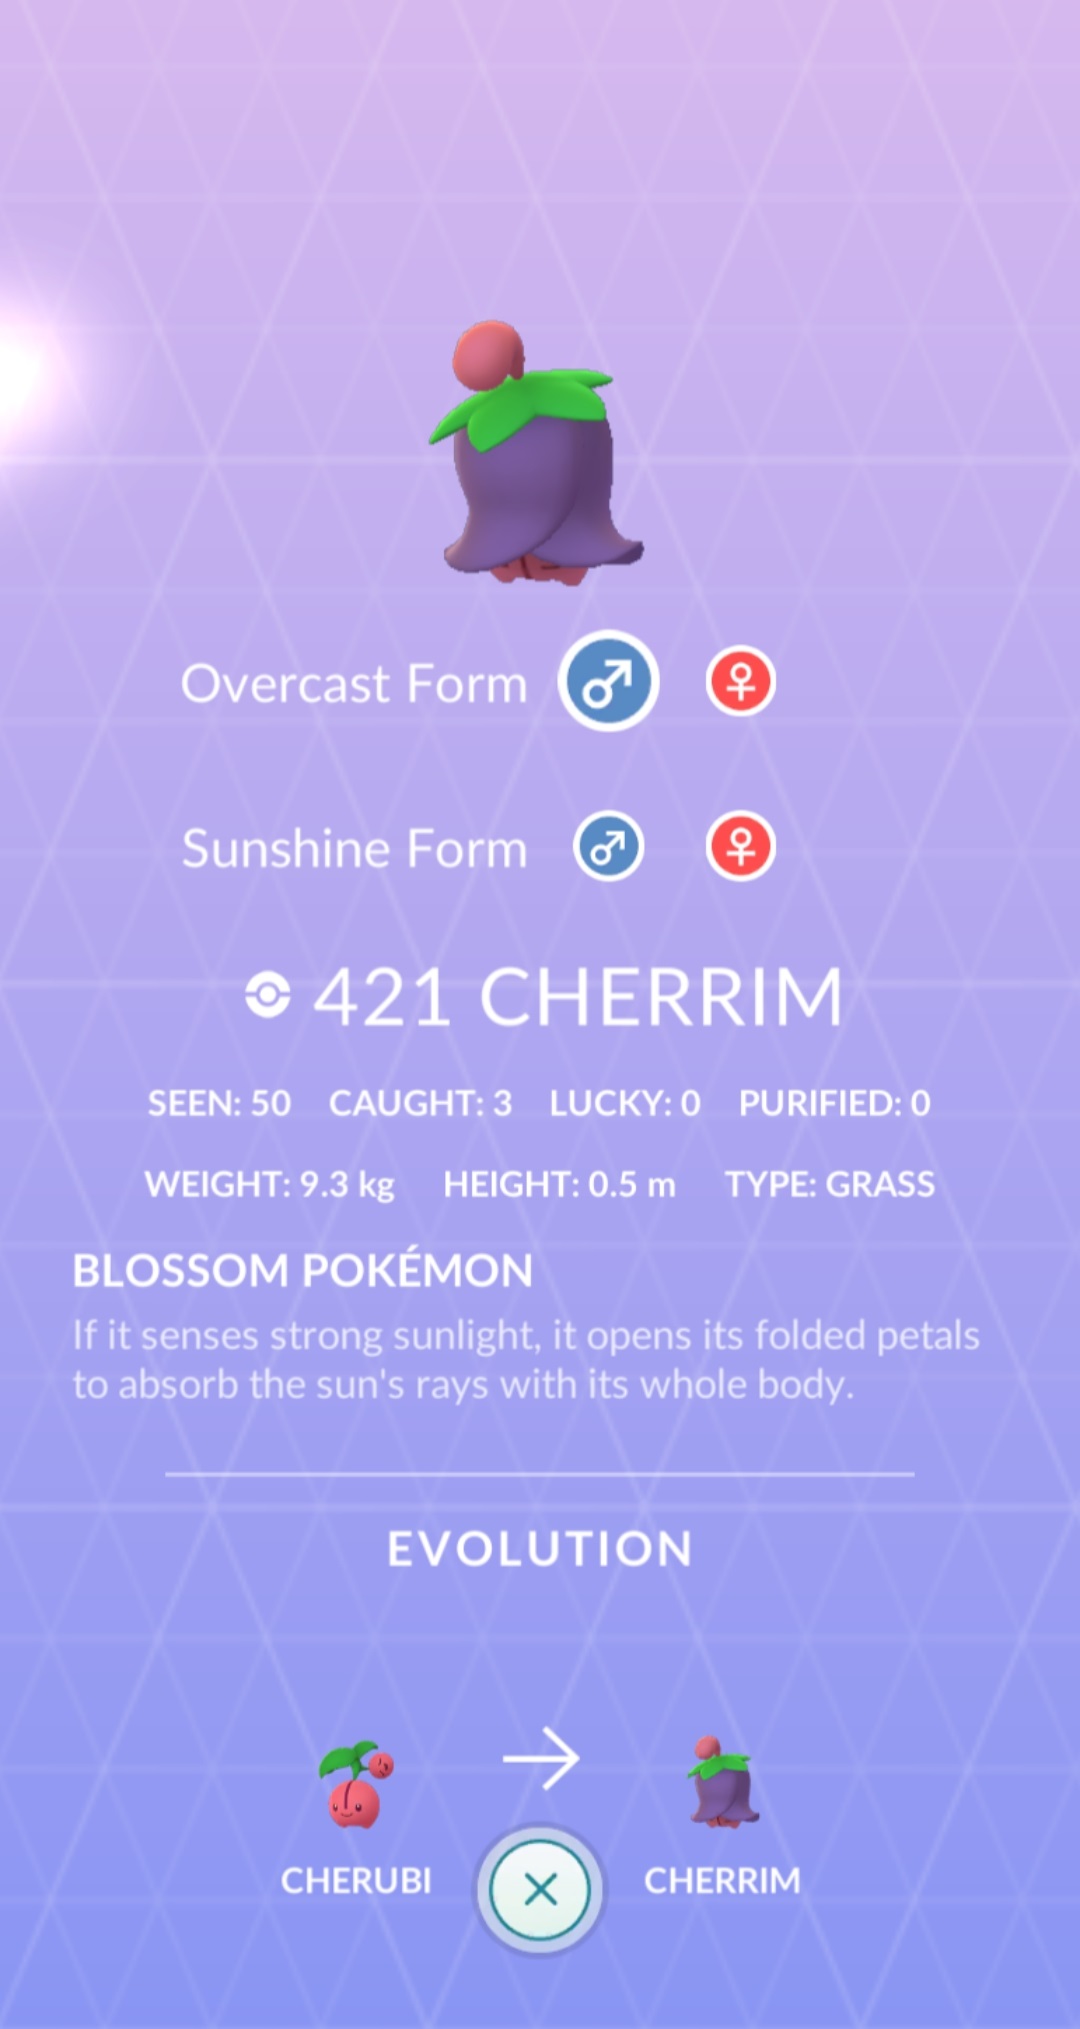 Overcast Form
Sunshine Form
421 CHERRIM
SEEN: 50 CAUGHT: 3 LUCKY: 0 PURIFIED: 0
WEIGHT: 9.3 kg HEIGHT: 0.5 m TYPE: GRASS
BLOSSOM POKÉMON
If it senses strong sunlight, it opens its folded petals
to absorb the sun's rays with its whole body.
EVOLUTION
CHERUBI CHERRIM